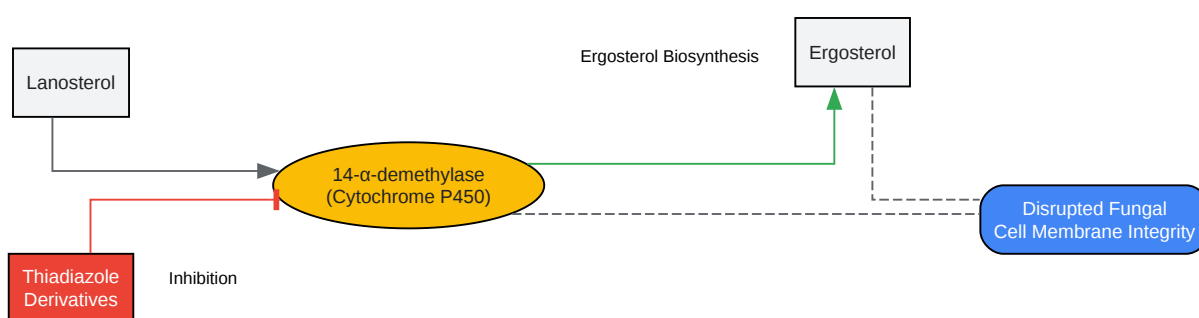 Ergosterol Biosynthesis
Ergosterol
Lanosterol
14-α-demethylase
(Cytochrome P450)
Disrupted Fungal
Cell Membrane Integrity
Thiadiazole
Derivatives
Inhibition